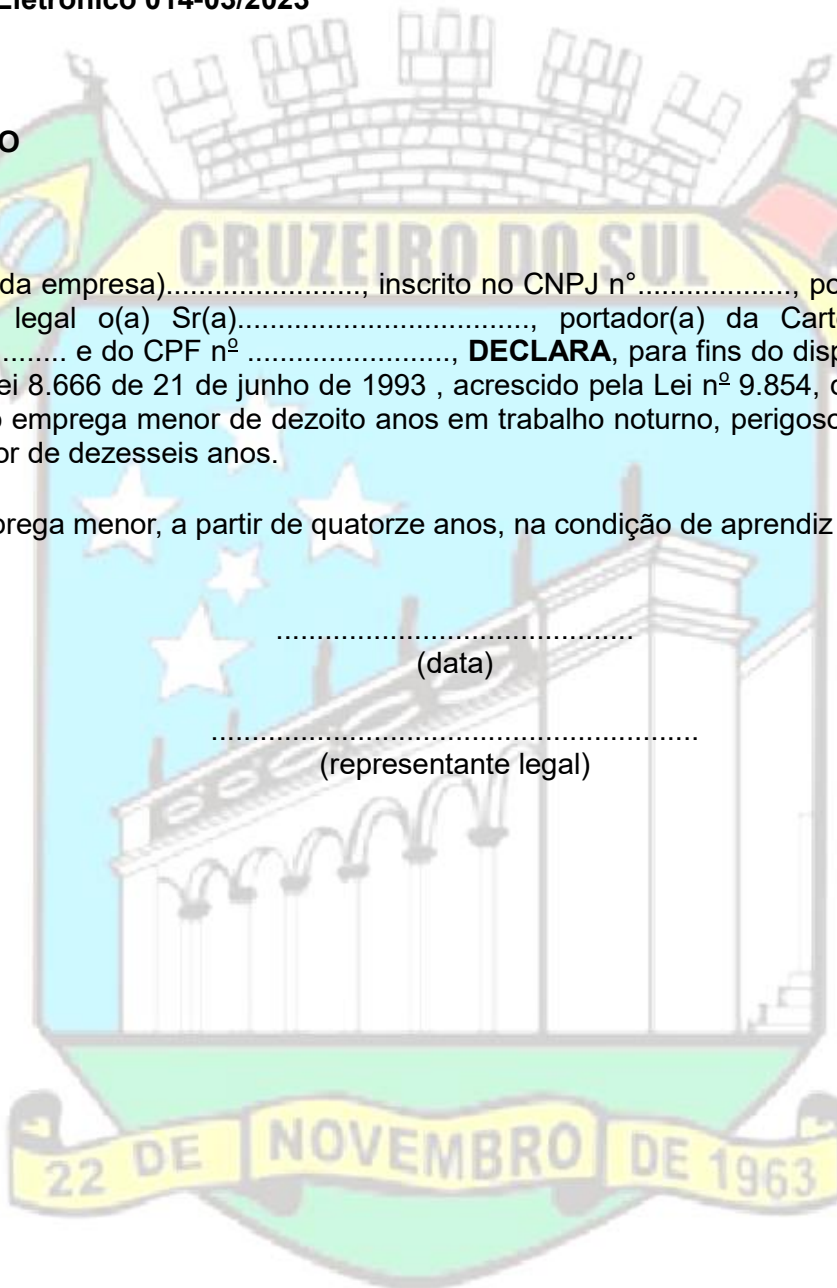 Eletrônico 014-03/2023
O
CRUZEIRO DO SUL
da empresa)........................, inscrito no CNPJ n°..................., po
legal o(a) Sr(a)...................................., portador(a) da Cart
........ e do CPF nº ........................., DECLARA, para fins do disp
ei 8.666 de 21 de junho de 1993 , acrescido pela Lei nº 9.854,
emprega menor de dezoito anos em trabalho noturno, perigoso
or de dezesseis anos.
prega menor, a partir de quatorze anos, na condição de aprendiz
............................................
(data)
............................................................
(representante legal)
22 DE NOVEMBRO DE 1963